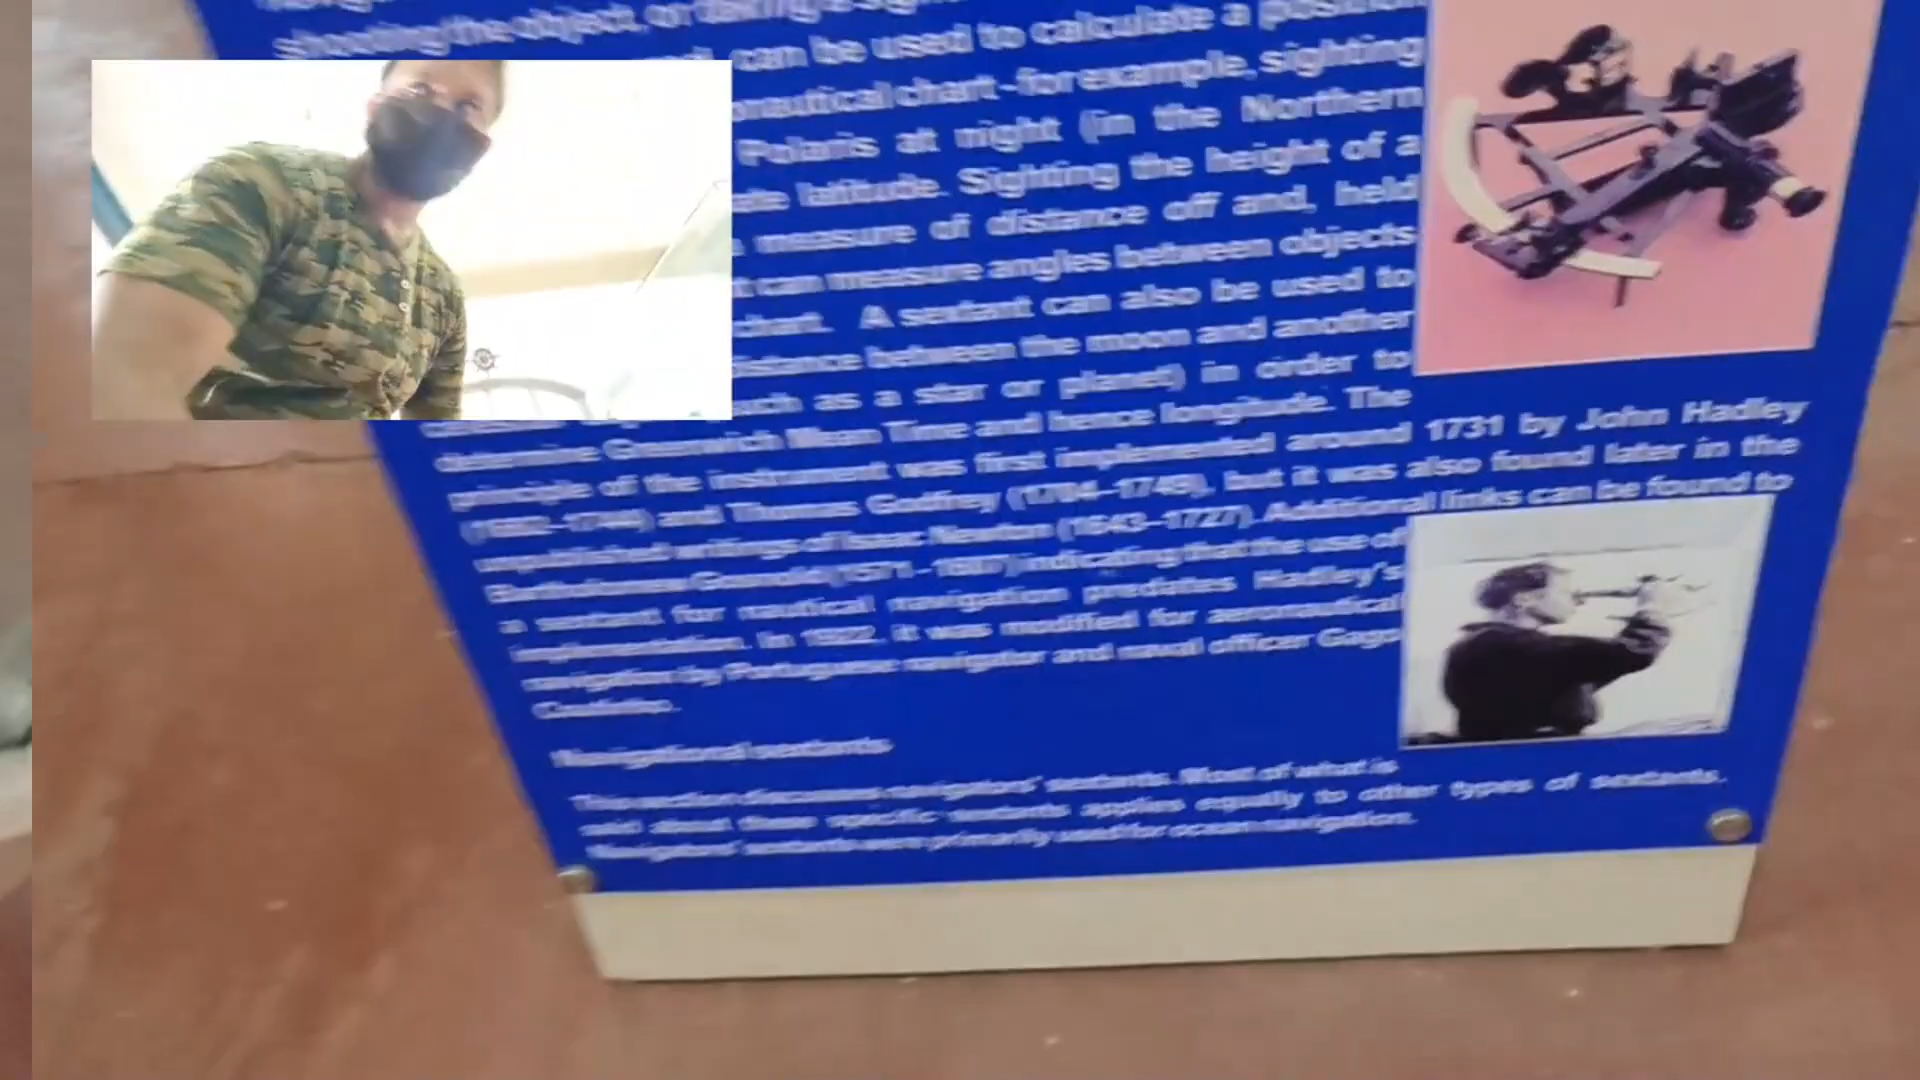 shooting the object, or taking a sight
can be used to calculate a position
nautical chart - for example, sighting
Polaris at night (in the Northern
latitude. Sighting the height of a
measure of distance off and, held
can measure angles between objects
chart. A sextant can also be used to
distance between the moon and another
such as a star or planet) in order to
determine Greenwich Mean Time and hence longitude. The
principle of the instrument was first implemented around 1731 by John Hadley
(1682–1744) and Thomas Godfrey (1704–1749), but it was also found later in the
unpublished writings of Isaac Newton (1643–1727). Additional links can be found to
Bartholomew Gosnold (1571-1607) indicating that the use of
a sextant for nautical navigation predates Hadley's
implementation. In 1922, it was modified for aeronautical
navigation by Portuguese navigator and naval officer Gago
Coutinho.
Navigational sextants
This section discusses navigators' sextants. Most of what is
said about these specific sextants applies equally to other types of sextants.
Navigators' sextants were primarily used for ocean navigation.